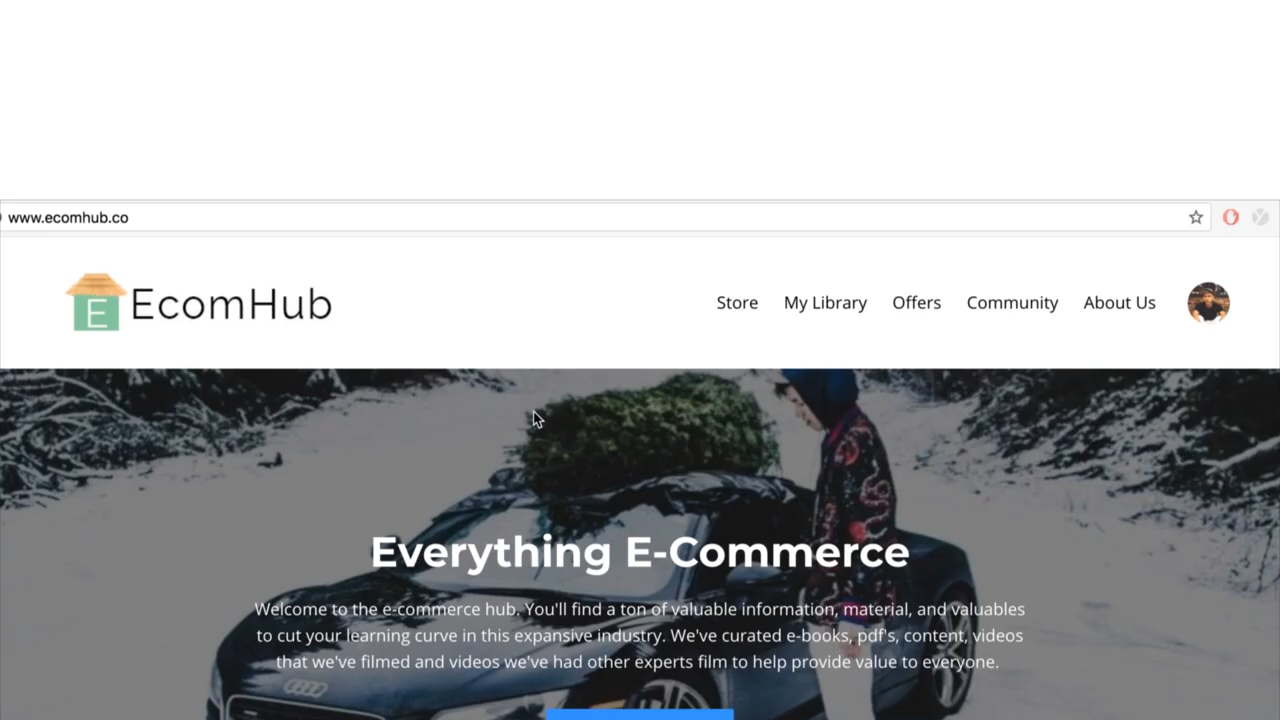 www.ecomhub.co
E EcomHub
Store My Library Offers Community About Us
Everything E-Commerce
Welcome to the e-commerce hub. You'll find a ton of valuable information, material, and valuables
to cut your learning curve in this expansive industry. We've curated e-books, pdf's, content, videos
that we've filmed and videos we've had other experts film to help provide value to everyone.